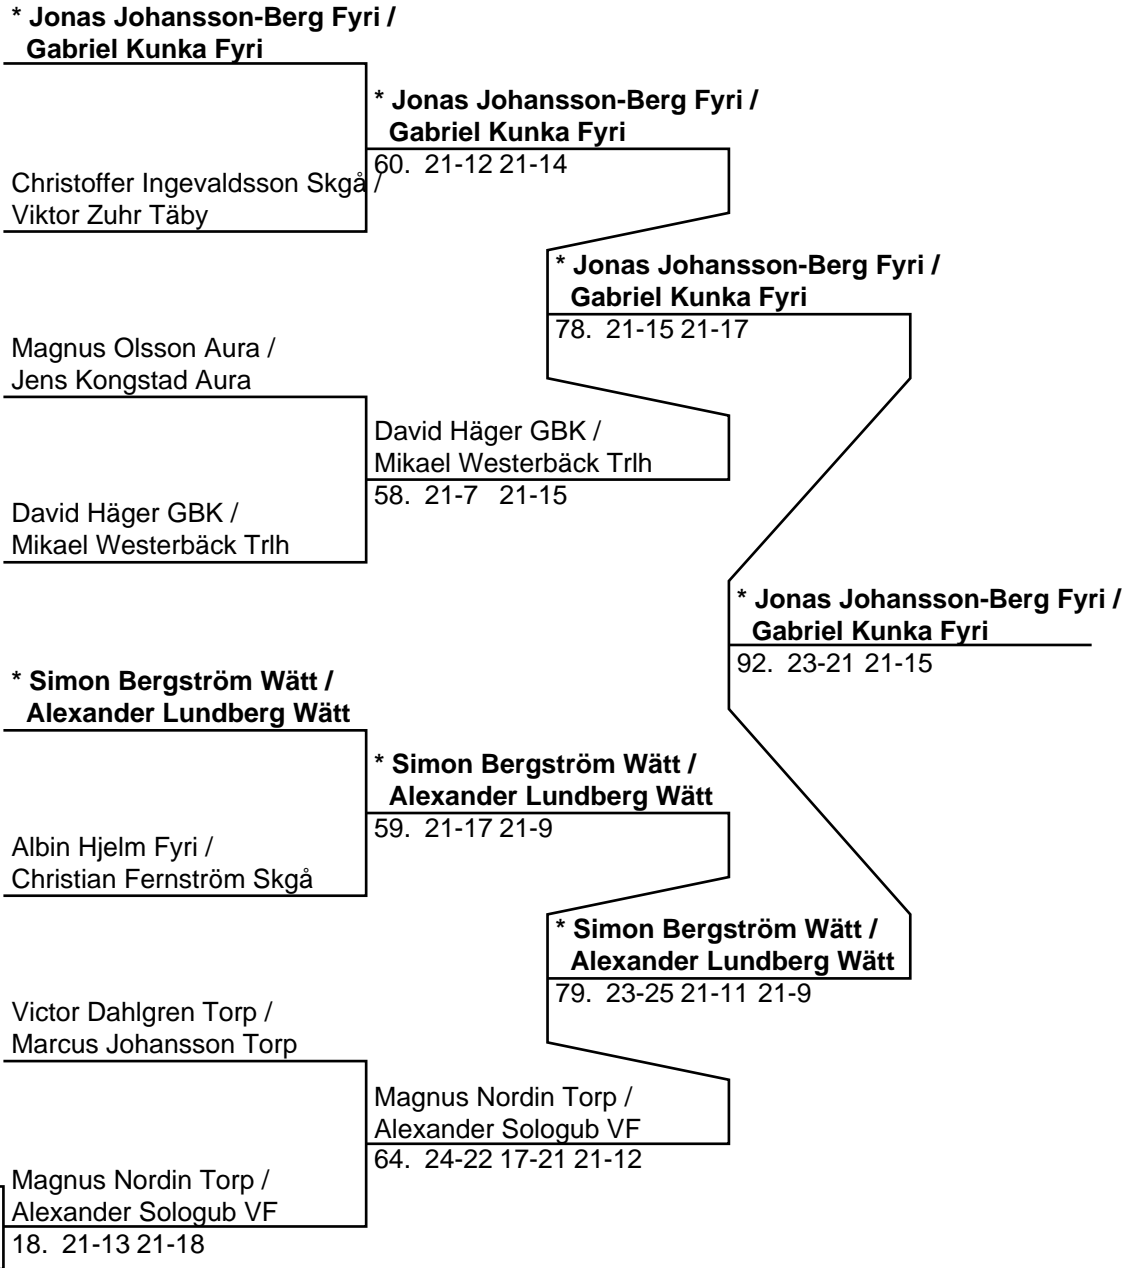 * Jonas Johansson-Berg Fyri /
Gabriel Kunka Fyri
* Jonas Johansson-Berg Fyri /
Gabriel Kunka Fyri
60. 21-12 21-14
Christoffer Ingevaldsson Skgå /
Viktor Zuhr Täby
* Jonas Johansson-Berg Fyri /
Gabriel Kunka Fyri
78. 21-15 21-17
Magnus Olsson Aura /
Jens Kongstad Aura
David Häger GBK /
Mikael Westerbäck Trlh
58. 21-7 21-15
David Häger GBK /
Mikael Westerbäck Trlh
* Jonas Johansson-Berg Fyri /
Gabriel Kunka Fyri
92. 23-21 21-15
* Simon Bergström Wätt /
Alexander Lundberg Wätt
* Simon Bergström Wätt /
Alexander Lundberg Wätt
59. 21-17 21-9
Albin Hjelm Fyri /
Christian Fernström Skgå
* Simon Bergström Wätt /
Alexander Lundberg Wätt
79. 23-25 21-11 21-9
Victor Dahlgren Torp /
Marcus Johansson Torp
Magnus Nordin Torp /
Alexander Sologub VF
64. 24-22 17-21 21-12
Magnus Nordin Torp /
Alexander Sologub VF
18. 21-13 21-18